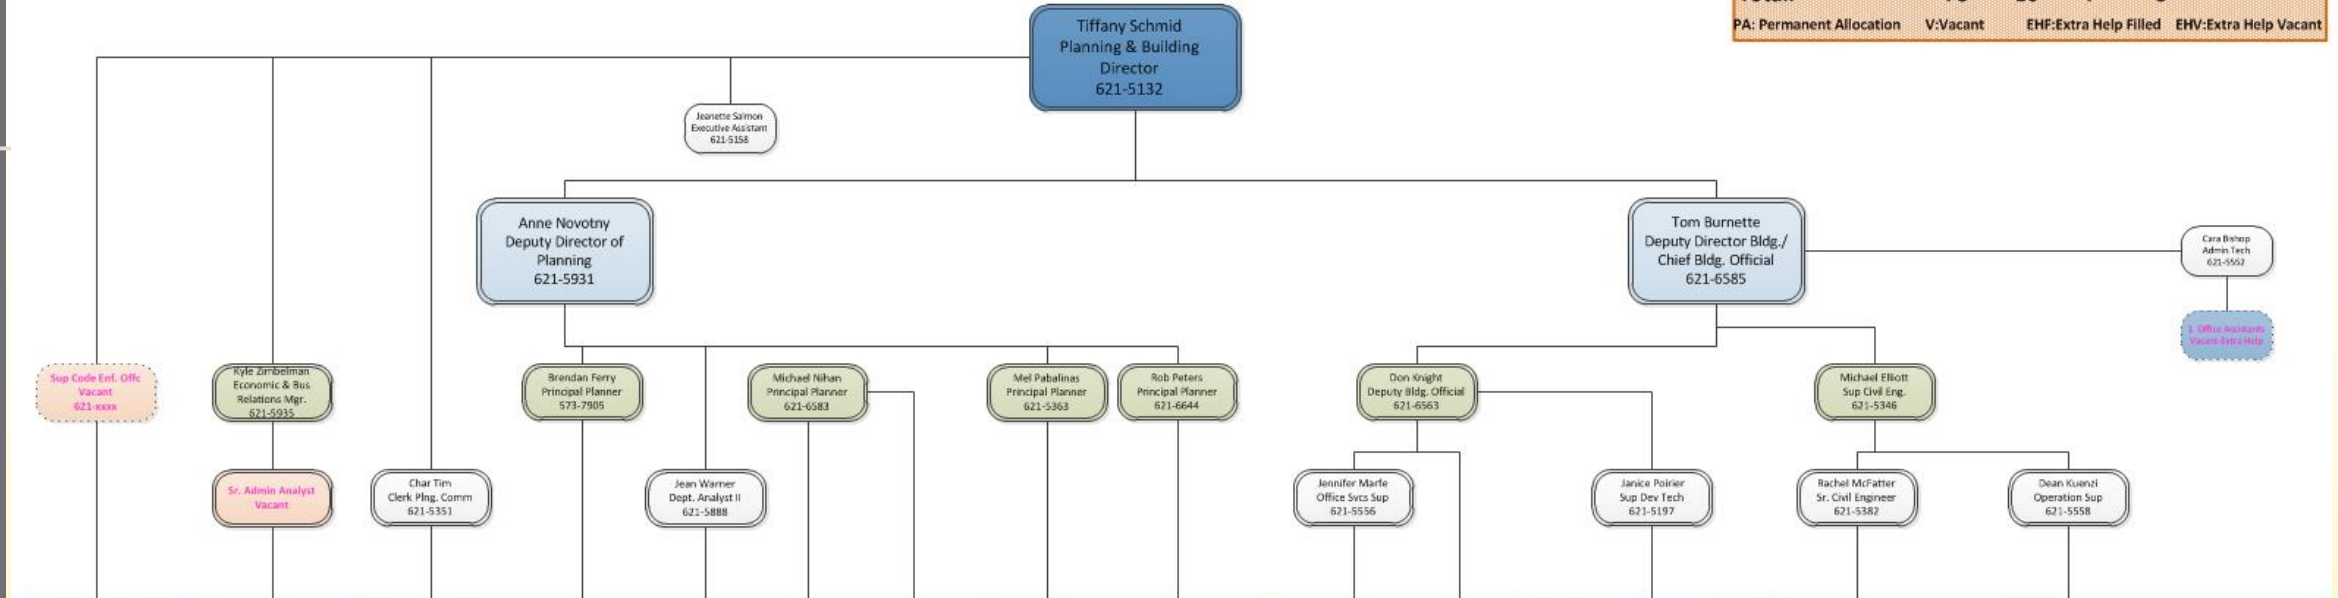 Tiffany Schmid
Planning & Building
Director
621-5132
PA: Permanent Allocation V:Vacant EHF:Extra Help Filled EHV:Extra Help Vacant
Jeanette Salmon
Executive Assistant
621-5158
Anne Novotny
Deputy Director of
Planning
621-5931
Tom Burnette
Deputy Director Bldg./
Chief Bldg. Official
621-6585
Cara Bishop
Admin Tech
621-5552
1 Office Assistants
Vacant-Extra Help
Sup Code Enf. Offc
Vacant
621-xxxx
Kyle Zimbelman
Economic & Bus
Relations Mgr.
621-5935
Brendan Ferry
Principal Planner
573-7905
Michael Nihan
Principal Planner
621-6583
Mel Pabalinas
Principal Planner
621-5363
Rob Peters
Principal Planner
621-6644
Don Knight
Deputy Bldg. Official
621-6563
Michael Elliott
Sup Civil Eng.
621-5346
Sr. Admin Analyst
Vacant
Char Tim
Clerk Plng. Comm
621-5351
Jean Warner
Dept. Analyst II
621-5888
Jennifer Marfe
Office Svcs Sup
621-5556
Janice Poirier
Sup Dev Tech
621-5197
Rachel McFatter
Sr. Civil Engineer
621-5382
Dean Kuenzi
Operation Sup
621-5558